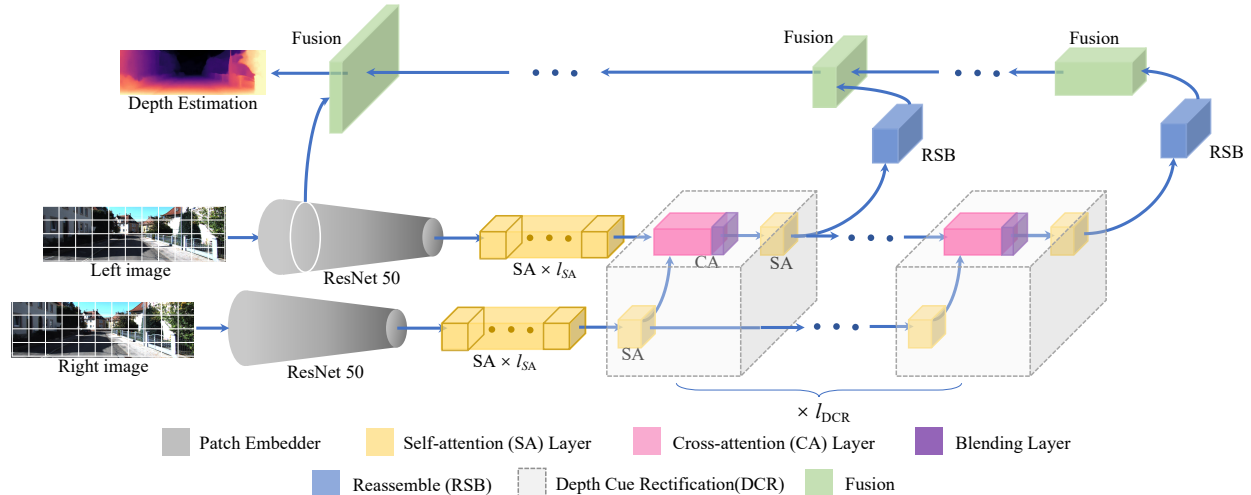 Fusion
Fusion
Fusion
Depth Estimation
RSB
RSB
Left image
ResNet 50
SA × l_SA
CA
SA
Right image
ResNet 50
SA × l_SA
SA
× l_DCR
Patch Embedder
Self-attention (SA) Layer
Cross-attention (CA) Layer
Blending Layer
Reassemble (RSB)
Depth Cue Rectification(DCR)
Fusion